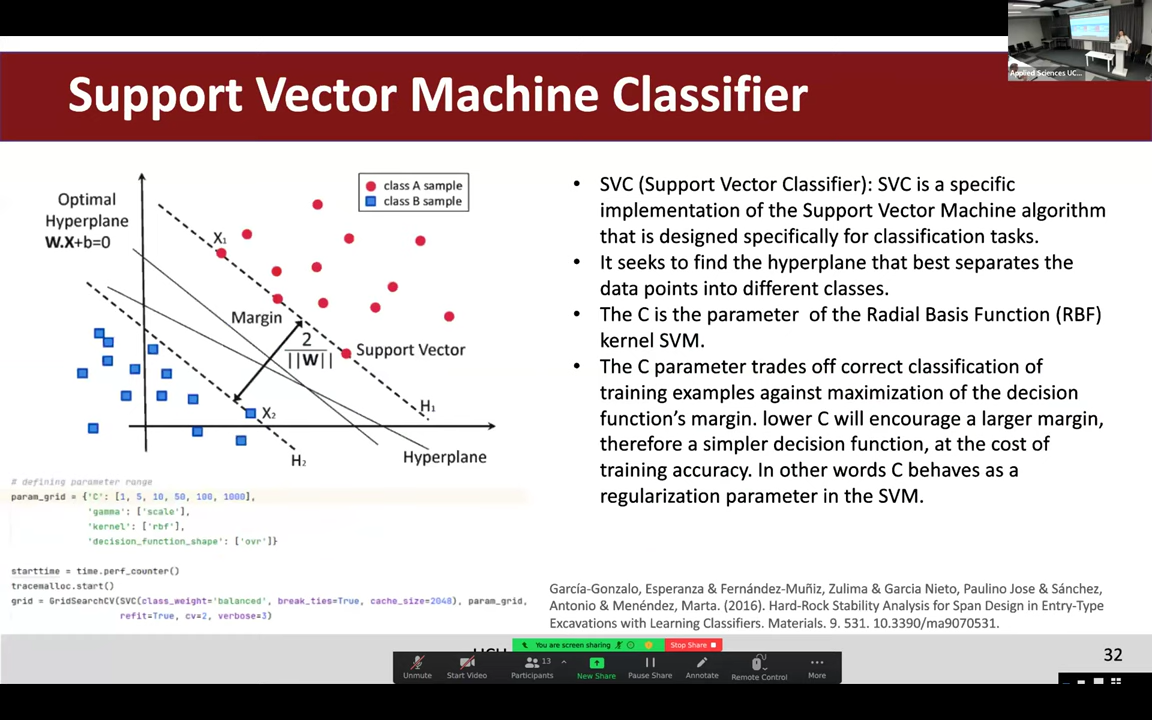 Applied Sciences UC...
Support Vector Machine Classifier
class A sample
class B sample
Optimal
Hyperplane
W.X+b=0
X1
Margin
2
||W||
Support Vector
H1
X2
H2
Hyperplane
# defining parameter range
param_grid = {'C': [1, 5, 10, 50, 100, 1000],
'gamma': ['scale'],
'kernel': ['rbf'],
'decision_function_shape': ['ovr']}
starttime = time.perf_counter()
tracemalloc.start()
grid = GridSearchCV(SVC(class_weight='balanced', break_ties=True, cache_size=2048), param_grid,
refit=True, cv=2, verbose=3)
• SVC (Support Vector Classifier): SVC is a specific
implementation of the Support Vector Machine algorithm
that is designed specifically for classification tasks.
• It seeks to find the hyperplane that best separates the
data points into different classes.
• The C is the parameter of the Radial Basis Function (RBF)
kernel SVM.
• The C parameter trades off correct classification of
training examples against maximization of the decision
function's margin. lower C will encourage a larger margin,
therefore a simpler decision function, at the cost of
training accuracy. In other words C behaves as a
regularization parameter in the SVM.
García-Gonzalo, Esperanza & Fernández-Muñiz, Zulima & Garcia Nieto, Paulino Jose & Sánchez,
Antonio & Menéndez, Marta. (2016). Hard-Rock Stability Analysis for Span Design in Entry-Type
Excavations with Learning Classifiers. Materials. 9. 531. 10.3390/ma9070531.
32
You are screen sharing
Stop Share
Unmute
Start Video
Participants
13
New Share
Pause Share
Annotate
Remote Control
More